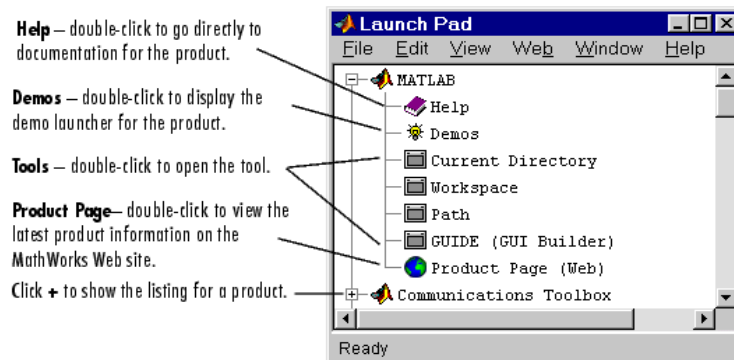 Help – double-click to go directly to
documentation for the product.
Demos – double-click to display the
demo launcher for the product.
Tools – double-click to open the tool.
Product Page– double-click to view the
latest product information on the
MathWorks Web site.
Click + to show the listing for a product.
Launch Pad
File Edit View Web Window Help
MATLAB
Help
Demos
Current Directory
Workspace
Path
GUIDE (GUI Builder)
Product Page (Web)
Communications Toolbox
Ready